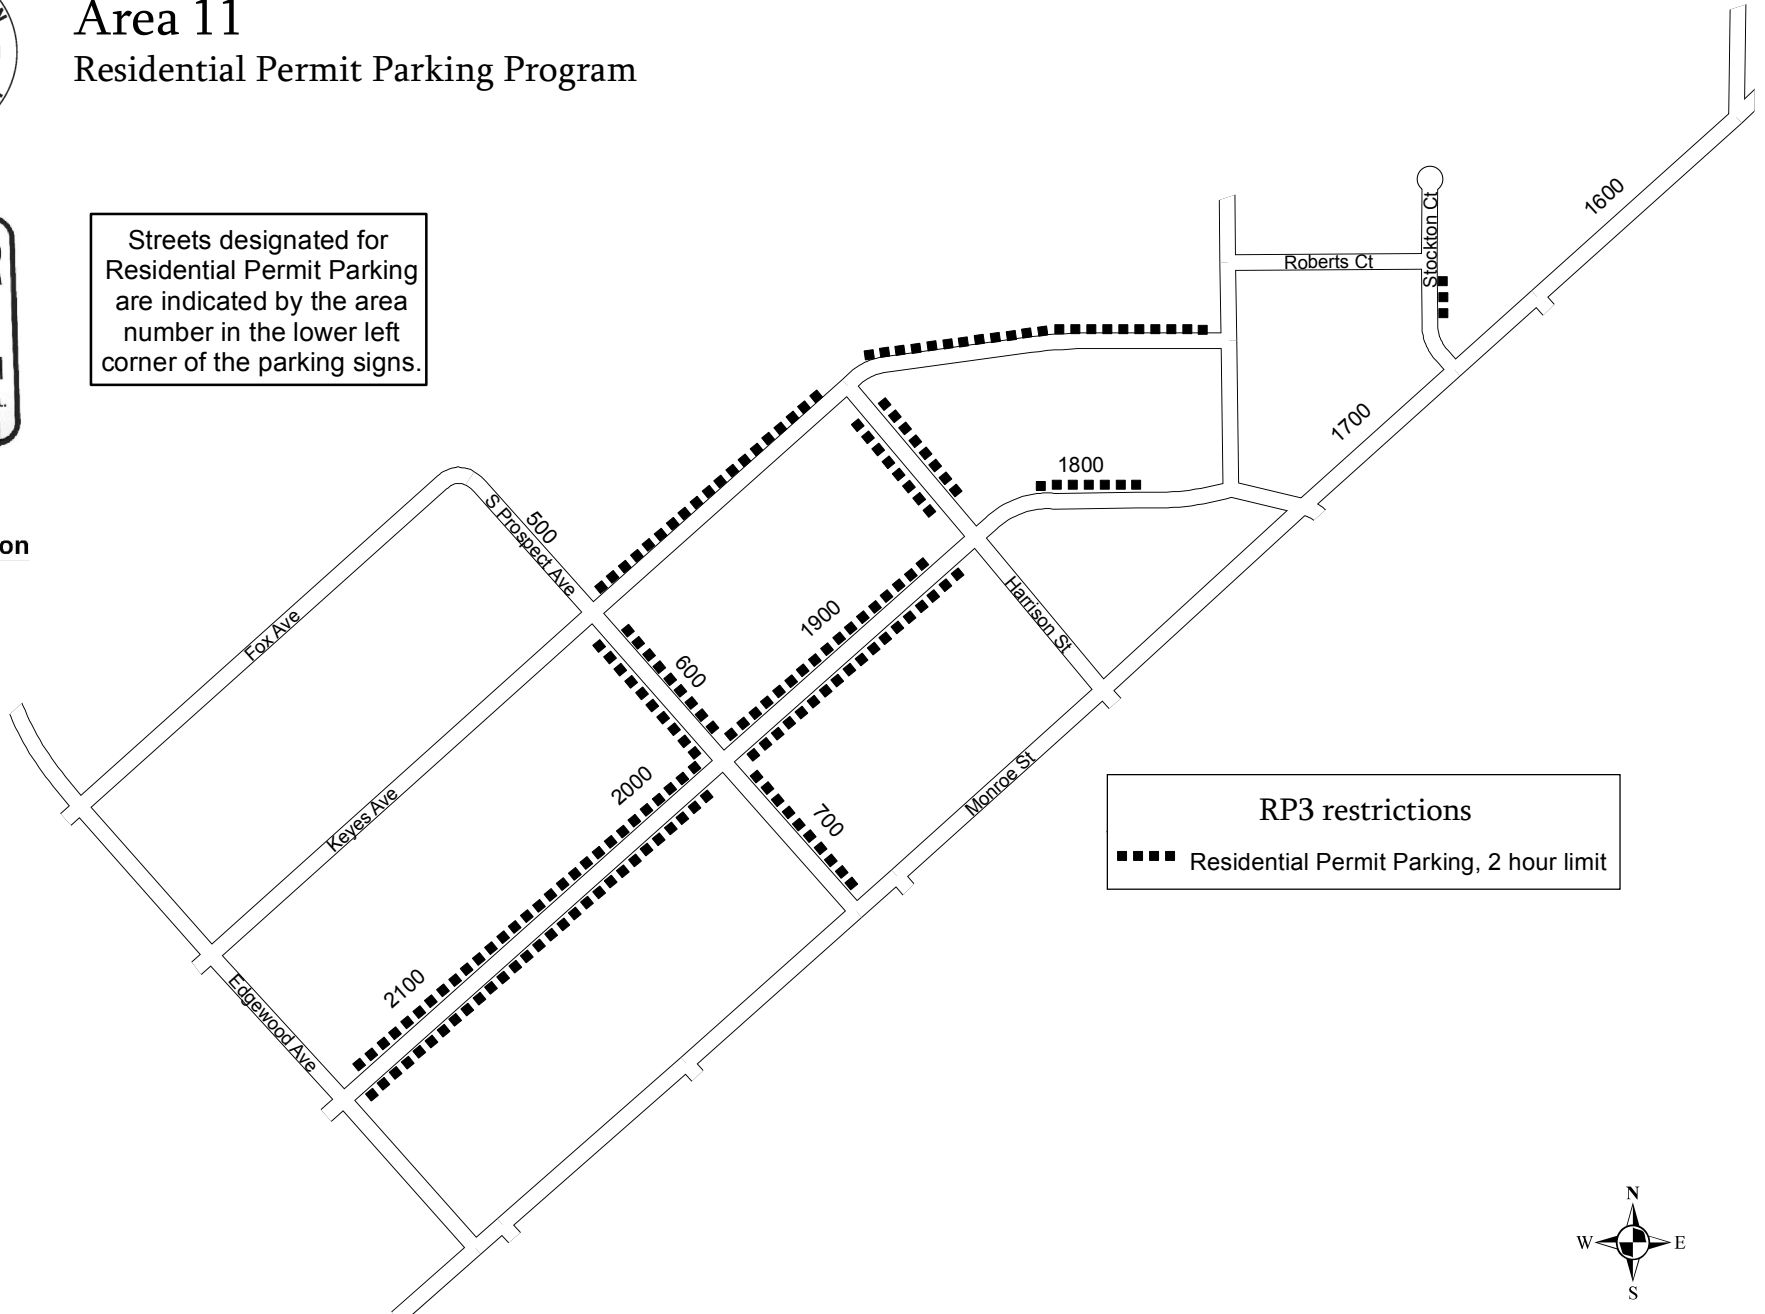 Area 11
Residential Permit Parking Program
Streets designated for
Residential Permit Parking
are indicated by the area
number in the lower left
corner of the parking signs.
on
1600
Stockton Ct
Roberts Ct
1700
1800
500
S Prospect Ave
Fox Ave
1900
Harrison St
600
2000
Keyes Ave
Monroe St
700
2100
Edgewood Ave
RP3 restrictions
Residential Permit Parking, 2 hour limit
N
W E
S